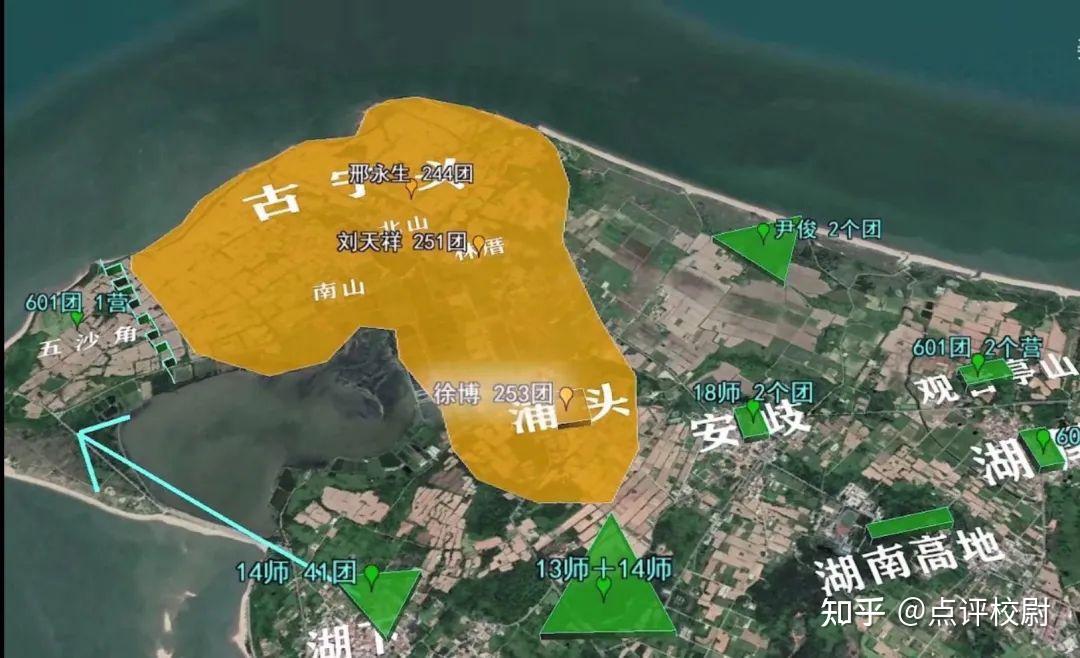 邢永生 244团
古宁头
尹俊 2个团
北山
刘天祥 251团
林厝
南山
601团 1营
五沙角
601团 2个营
观 亭山
徐博 253团
浦头
18师 2个团
安岐
60
湖
14师 41团
13师+14师
湖南高地
湖下
知乎 @点评校尉